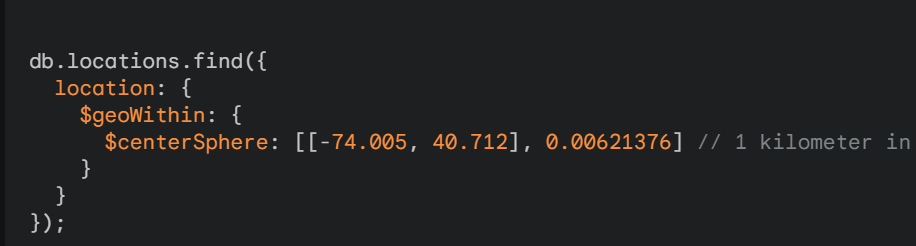 db.locations.find({
  location: {
    $geoWithin: {
      $centerSphere: [[-74.005, 40.712], 0.00621376] // 1 kilometer in
    }
  }
});